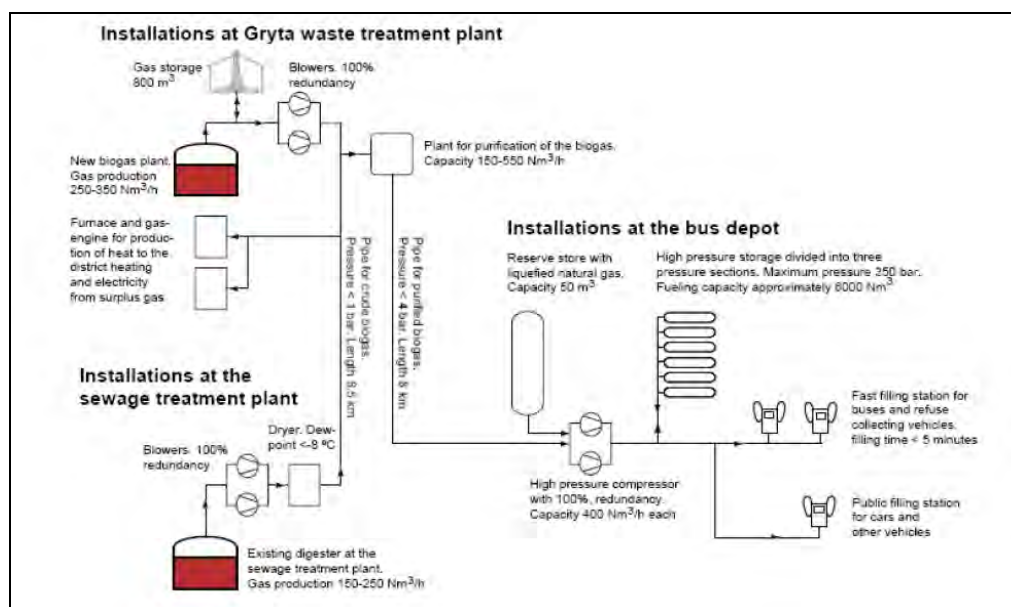 Installations at Gryta waste treatment plant
Gas storage
800 m³
Blowers. 100%
redundancy
New biogas plant.
Gas production
250-350 Nm³/h
Plant for purification of the biogas.
Capacity 150-550 Nm³/h
Furnace and gas-
engine for produc-
tion of heat to the
district heating
and electricity
from surplus gas
Pipe for crude biogas.
Pressure < 1 bar. Length 8.5 km
Pipe for purified biogas.
Pressure < 4 bar. Length 8 km
Installations at the bus depot
Reserve store with
liquefied natural gas.
Capacity 50 m³
High pressure storage divided into three
pressure sections. Maximum pressure 250 bar.
Fueling capacity approximately 6000 Nm³
Installations at the
sewage treatment plant
Blowers. 100%
redundancy
Dryer. Dew-
point <-8 ºC
Existing digester at the
sewage treatment plant.
Gas production 150-250 Nm³/h
High pressure compressor
with 100%, redundancy.
Capacity 400 Nm³/h each
Fast filling station for
buses and refuse
collecting vehicles.
filling time < 5 minutes
Public filling station
for cars and
other vehicles